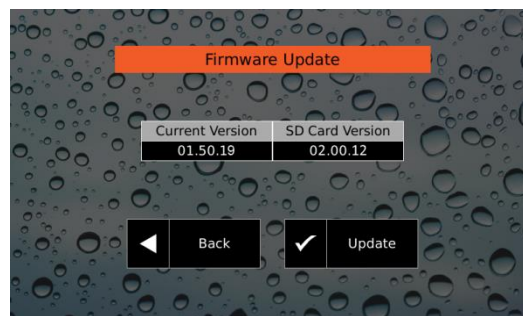 Firmware Update
Current Version SD Card Version
01.50.19 02.00.12
Back Update